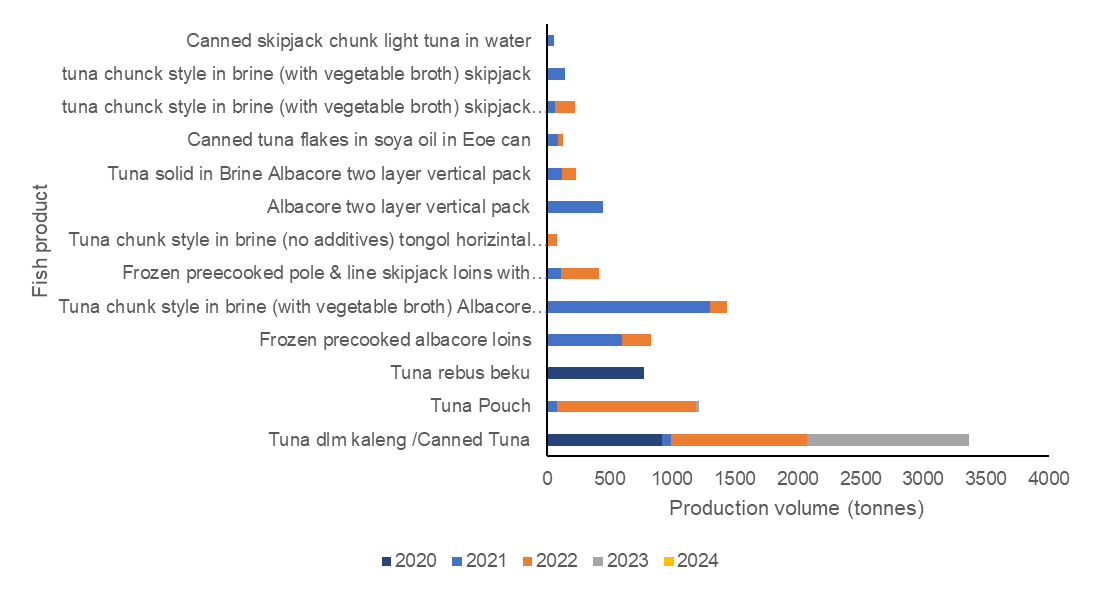 Canned skipjack chunk light tuna in water
tuna chunck style in brine (with vegetable broth) skipjack
tuna chunck style in brine (with vegetable broth) skipjack…
Canned tuna flakes in soya oil in Eoe can
Tuna solid in Brine Albacore two layer vertical pack
Albacore two layer vertical pack
Tuna chunk style in brine (no additives) tongol horizintal…
Frozen preecooked pole & line skipjack loins with…
Tuna chunk style in brine (with vegetable broth) Albacore…
Frozen precooked albacore loins
Tuna rebus beku
Tuna Pouch
Tuna dlm kaleng /Canned Tuna
Fish product
0 500 1000 1500 2000 2500 3000 3500 4000
Production volume (tonnes)
2020 2021 2022 2023 2024